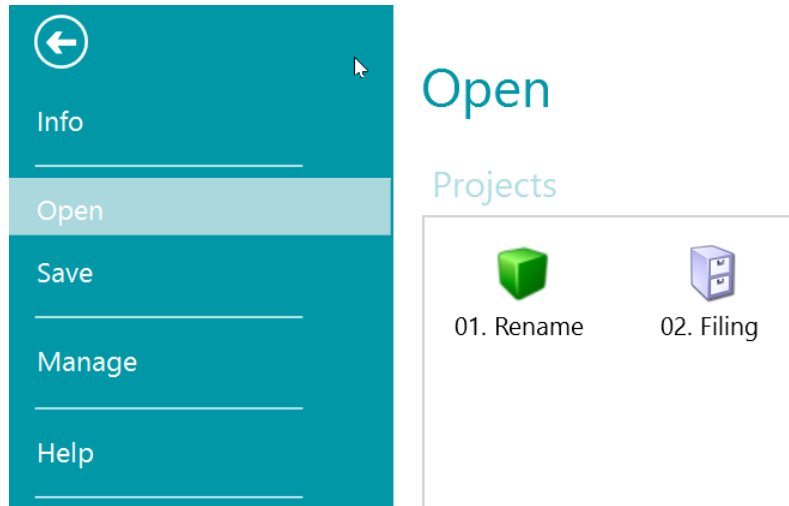 Info
Open
Save
Manage
Help
Open
Projects
01. Rename
02. Filing